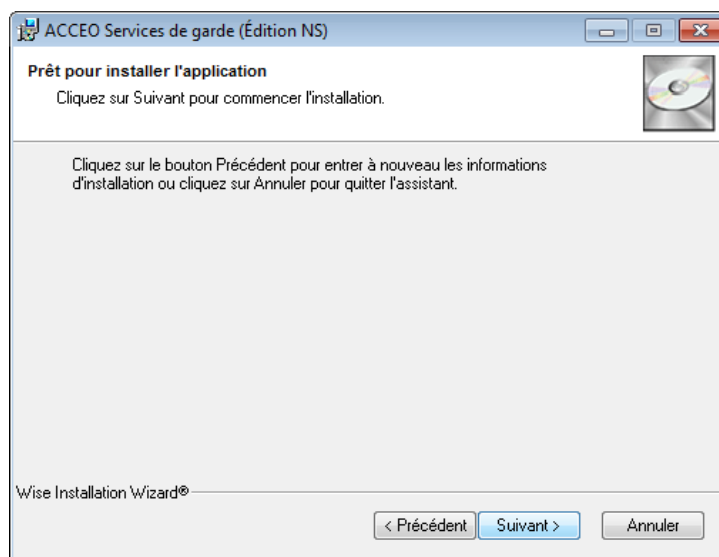 ACCEO Services de garde (Édition NS)
Prêt pour installer l'application
Cliquez sur Suivant pour commencer l'installation.
Cliquez sur le bouton Précédent pour entrer à nouveau les informations
d'installation ou cliquez sur Annuler pour quitter l'assistant.
Wise Installation Wizard®
< Précédent Suivant > Annuler